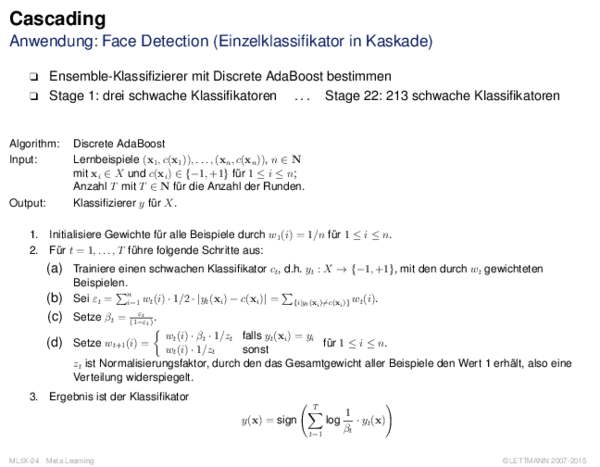 Cascading
Anwendung: Face Detection (Einzelklassifikator in Kaskade)
❑ Ensemble-Klassifizierer mit Discrete AdaBoost bestimmen
❑ Stage 1: drei schwache Klassifikatoren . . . Stage 22: 213 schwache Klassifikatoren
Algorithm: Discrete AdaBoost
Input: Lernbeispiele (x₁, c(x₁)), . . . , (xₙ, c(xₙ)), n ∈ N
mit xᵢ ∈ X und c(xᵢ) ∈ {−1, +1} für 1 ≤ i ≤ n;
Anzahl T mit T ∈ N für die Anzahl der Runden.
Output: Klassifizierer y für X.
1. Initialisiere Gewichte für alle Beispiele durch w₁(i) = 1/n für 1 ≤ i ≤ n.
2. Für t = 1, . . . , T führe folgende Schritte aus:
(a) Trainiere einen schwachen Klassifikator cₜ, d.h. yₜ : X → {−1, +1}, mit den durch wₜ gewichteten
Beispielen.
(b) Sei εₜ = ∑ⁿᵢ₌₁ wₜ(i) · 1/2 · |yₜ(xᵢ) − c(xᵢ)| = ∑_{i|yₜ(xᵢ)≠c(xᵢ)} wₜ(i).
(c) Setze βₜ = εₜ/(1−εₜ).
(d) Setze wₜ₊₁(i) = { wₜ(i) · βₜ · 1/zₜ falls yₜ(xᵢ) = yᵢ
wₜ(i) · 1/zₜ sonst für 1 ≤ i ≤ n.
zₜ ist Normalisierungsfaktor, durch den das Gesamtgewicht aller Beispiele den Wert 1 erhält, also eine
Verteilung widerspiegelt.
3. Ergebnis ist der Klassifikator
y(x) = sign (∑ᵀₜ₌₁ log 1/βₜ · yₜ(x))
ML:IX-24 Meta Learning ©LETTMANN 2007-2015